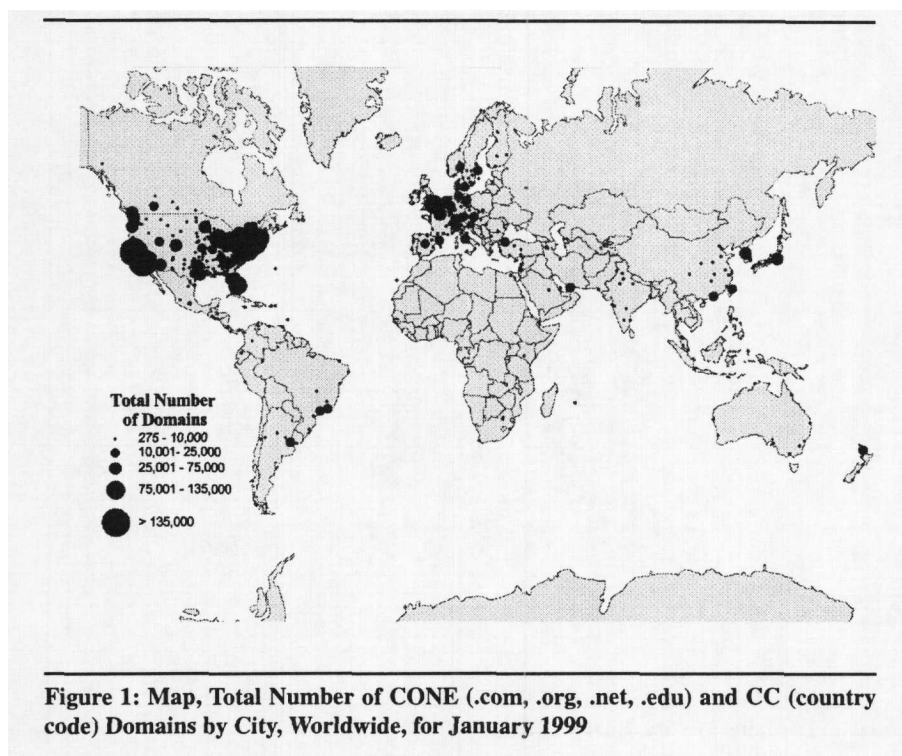 Total Number
of Domains
275 - 10,000
10,001- 25,000
25,001 - 75,000
75,001 - 135,000
> 135,000
Figure 1: Map, Total Number of CONE (.com, .org, .net, .edu) and CC (country
code) Domains by City, Worldwide, for January 1999